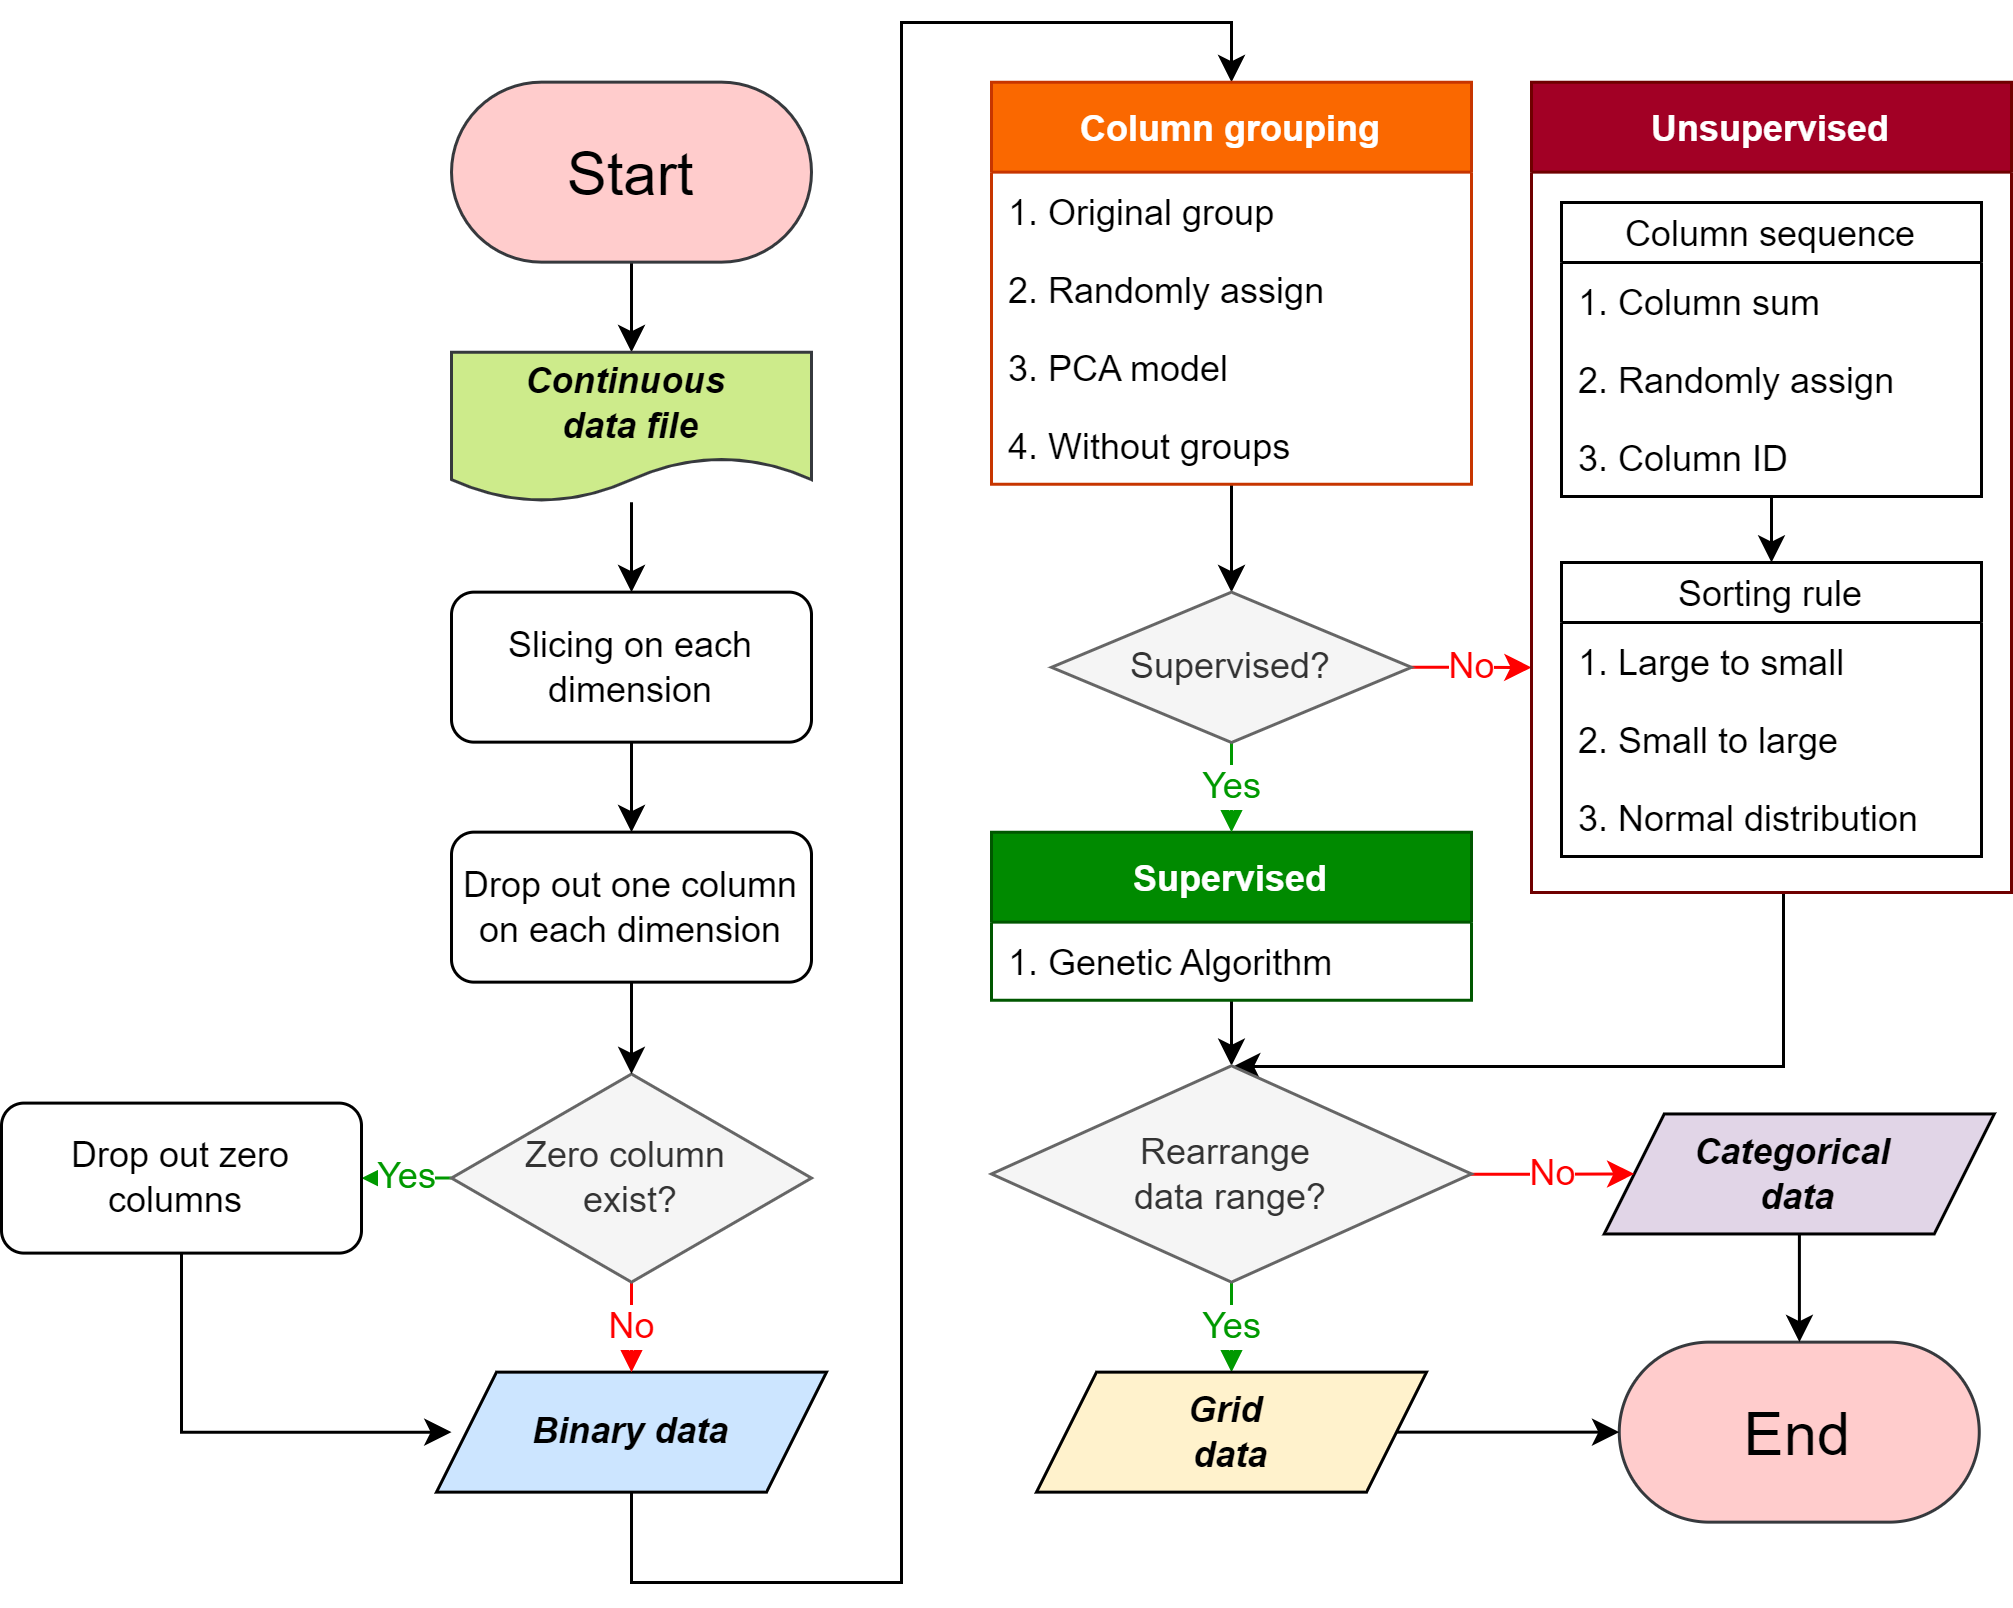 Start
Continuous
data file
Slicing on each
dimension
Drop out one column
on each dimension
Zero column
exist?
Yes
Drop out zero
columns
No
Binary data
Column grouping
1. Original group
2. Randomly assign
3. PCA model
4. Without groups
Supervised?
No
Yes
Unsupervised
Column sequence
1. Column sum
2. Randomly assign
3. Column ID
Sorting rule
1. Large to small
2. Small to large
3. Normal distribution
Supervised
1. Genetic Algorithm
Rearrange
data range?
No
Categorical
data
Yes
Grid
data
End